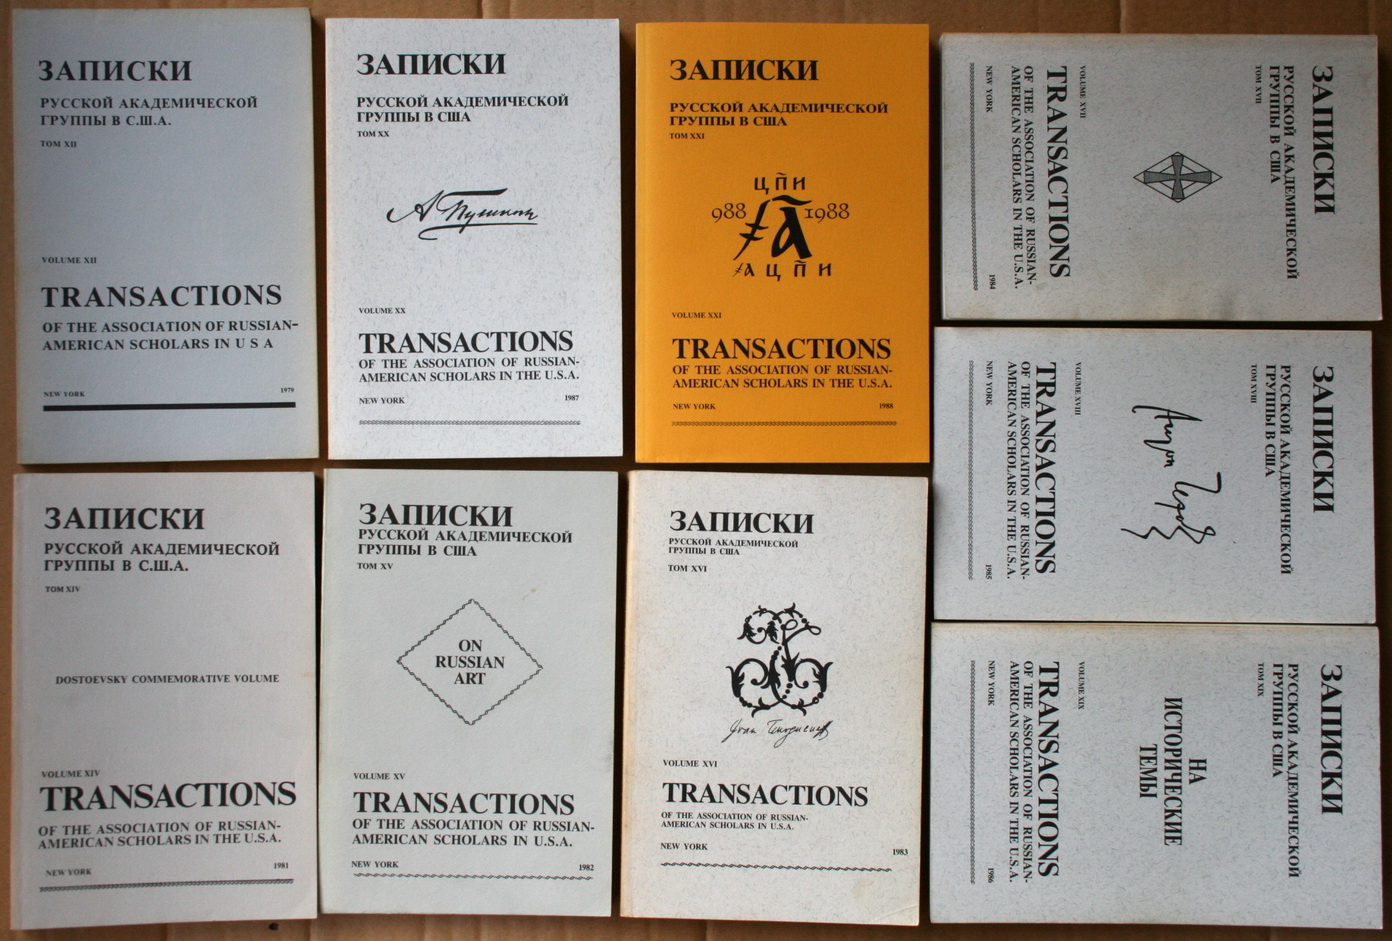 ЗАПИСКИ
РУССКОЙ АКАДЕМИЧЕСКОЙ
ГРУППЫ В С.Ш.А.
ТОМ XII
VOLUME XII
TRANSACTIONS
OF THE ASSOCIATION OF RUSSIAN-
AMERICAN SCHOLARS IN U S A
NEW YORK 1979
ЗАПИСКИ
РУССКОЙ АКАДЕМИЧЕСКОЙ
ГРУППЫ В США
ТОМ XX
А Пушкинъ
VOLUME XX
TRANSACTIONS
OF THE ASSOCIATION OF RUSSIAN-
AMERICAN SCHOLARS IN THE U.S.A.
NEW YORK 1987
ЗАПИСКИ
РУССКОЙ АКАДЕМИЧЕСКОЙ
ГРУППЫ В США
ТОМ XXI
ЦПИ
988 1988
҂А ЦПИ
VOLUME XXI
TRANSACTIONS
OF THE ASSOCIATION OF RUSSIAN-
AMERICAN SCHOLARS IN THE U.S.A.
NEW YORK 1988
ЗАПИСКИ
РУССКОЙ АКАДЕМИЧЕСКОЙ
ГРУППЫ В США
ТОМ XVII
VOLUME XVII
TRANSACTIONS
OF THE ASSOCIATION OF RUSSIAN-
AMERICAN SCHOLARS IN THE U.S.A.
NEW YORK 1984
ЗАПИСКИ
РУССКОЙ АКАДЕМИЧЕСКОЙ
ГРУППЫ В США
ТОМ XVIII
Антон Чехов
VOLUME XVIII
TRANSACTIONS
OF THE ASSOCIATION OF RUSSIAN-
AMERICAN SCHOLARS IN THE U.S.A.
NEW YORK 1985
ЗАПИСКИ
РУССКОЙ АКАДЕМИЧЕСКОЙ
ГРУППЫ В США
ТОМ XIX
НА
ИСТОРИЧЕСКИЕ
ТЕМЫ
VOLUME XIX
TRANSACTIONS
OF THE ASSOCIATION OF RUSSIAN-
AMERICAN SCHOLARS IN THE U.S.A.
NEW YORK 1986
ЗАПИСКИ
РУССКОЙ АКАДЕМИЧЕСКОЙ
ГРУППЫ В С.Ш.А.
ТОМ XIV
DOSTOEVSKY COMMEMORATIVE VOLUME
VOLUME XIV
TRANSACTIONS
OF THE ASSOCIATION OF RUSSIAN-
AMERICAN SCHOLARS IN THE U.S.A.
NEW YORK 1981
ЗАПИСКИ
РУССКОЙ АКАДЕМИЧЕСКОЙ
ГРУППЫ В США
ТОМ XV
ON
RUSSIAN
ART
VOLUME XV
TRANSACTIONS
OF THE ASSOCIATION OF RUSSIAN-
AMERICAN SCHOLARS IN U.S.A.
NEW YORK 1982
ЗАПИСКИ
РУССКОЙ АКАДЕМИЧЕСКОЙ
ГРУППЫ В США
ТОМ XVI
Ivan Tourgueneff
VOLUME XVI
TRANSACTIONS
OF THE ASSOCIATION OF RUSSIAN-
AMERICAN SCHOLARS IN U.S.A.
NEW YORK 1983